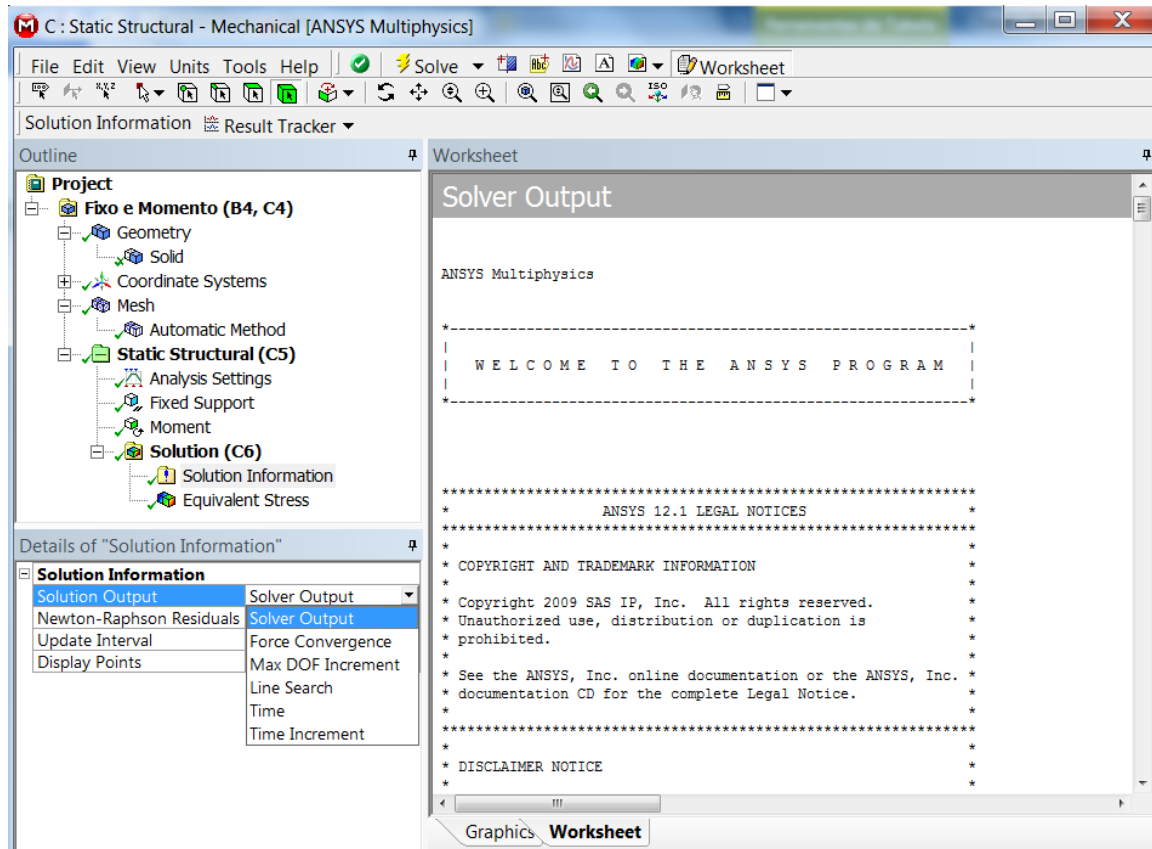 C : Static Structural - Mechanical [ANSYS Multiphysics]
File Edit View Units Tools Help Solve Worksheet
Solution Information Result Tracker
Outline
Project
Fixo e Momento (B4, C4)
Geometry
Solid
Coordinate Systems
Mesh
Automatic Method
Static Structural (C5)
Analysis Settings
Fixed Support
Moment
Solution (C6)
Solution Information
Equivalent Stress
Details of "Solution Information"
Solution Information
Solution Output Solver Output
Newton-Raphson Residuals
Update Interval
Display Points
Solver Output
Force Convergence
Max DOF Increment
Line Search
Time
Time Increment
Worksheet
Solver Output
ANSYS Multiphysics
*-------------------------------------------------------------*
| W E L C O M E T O T H E A N S Y S P R O G R A M |
*-------------------------------------------------------------*
***************************************************************
* ANSYS 12.1 LEGAL NOTICES *
***************************************************************
* *
* COPYRIGHT AND TRADEMARK INFORMATION *
* *
* Copyright 2009 SAS IP, Inc. All rights reserved. *
* Unauthorized use, distribution or duplication is *
* prohibited. *
* *
* See the ANSYS, Inc. online documentation or the ANSYS, Inc. *
* documentation CD for the complete Legal Notice. *
* *
***************************************************************
* *
* DISCLAIMER NOTICE *
* *
Graphics Worksheet